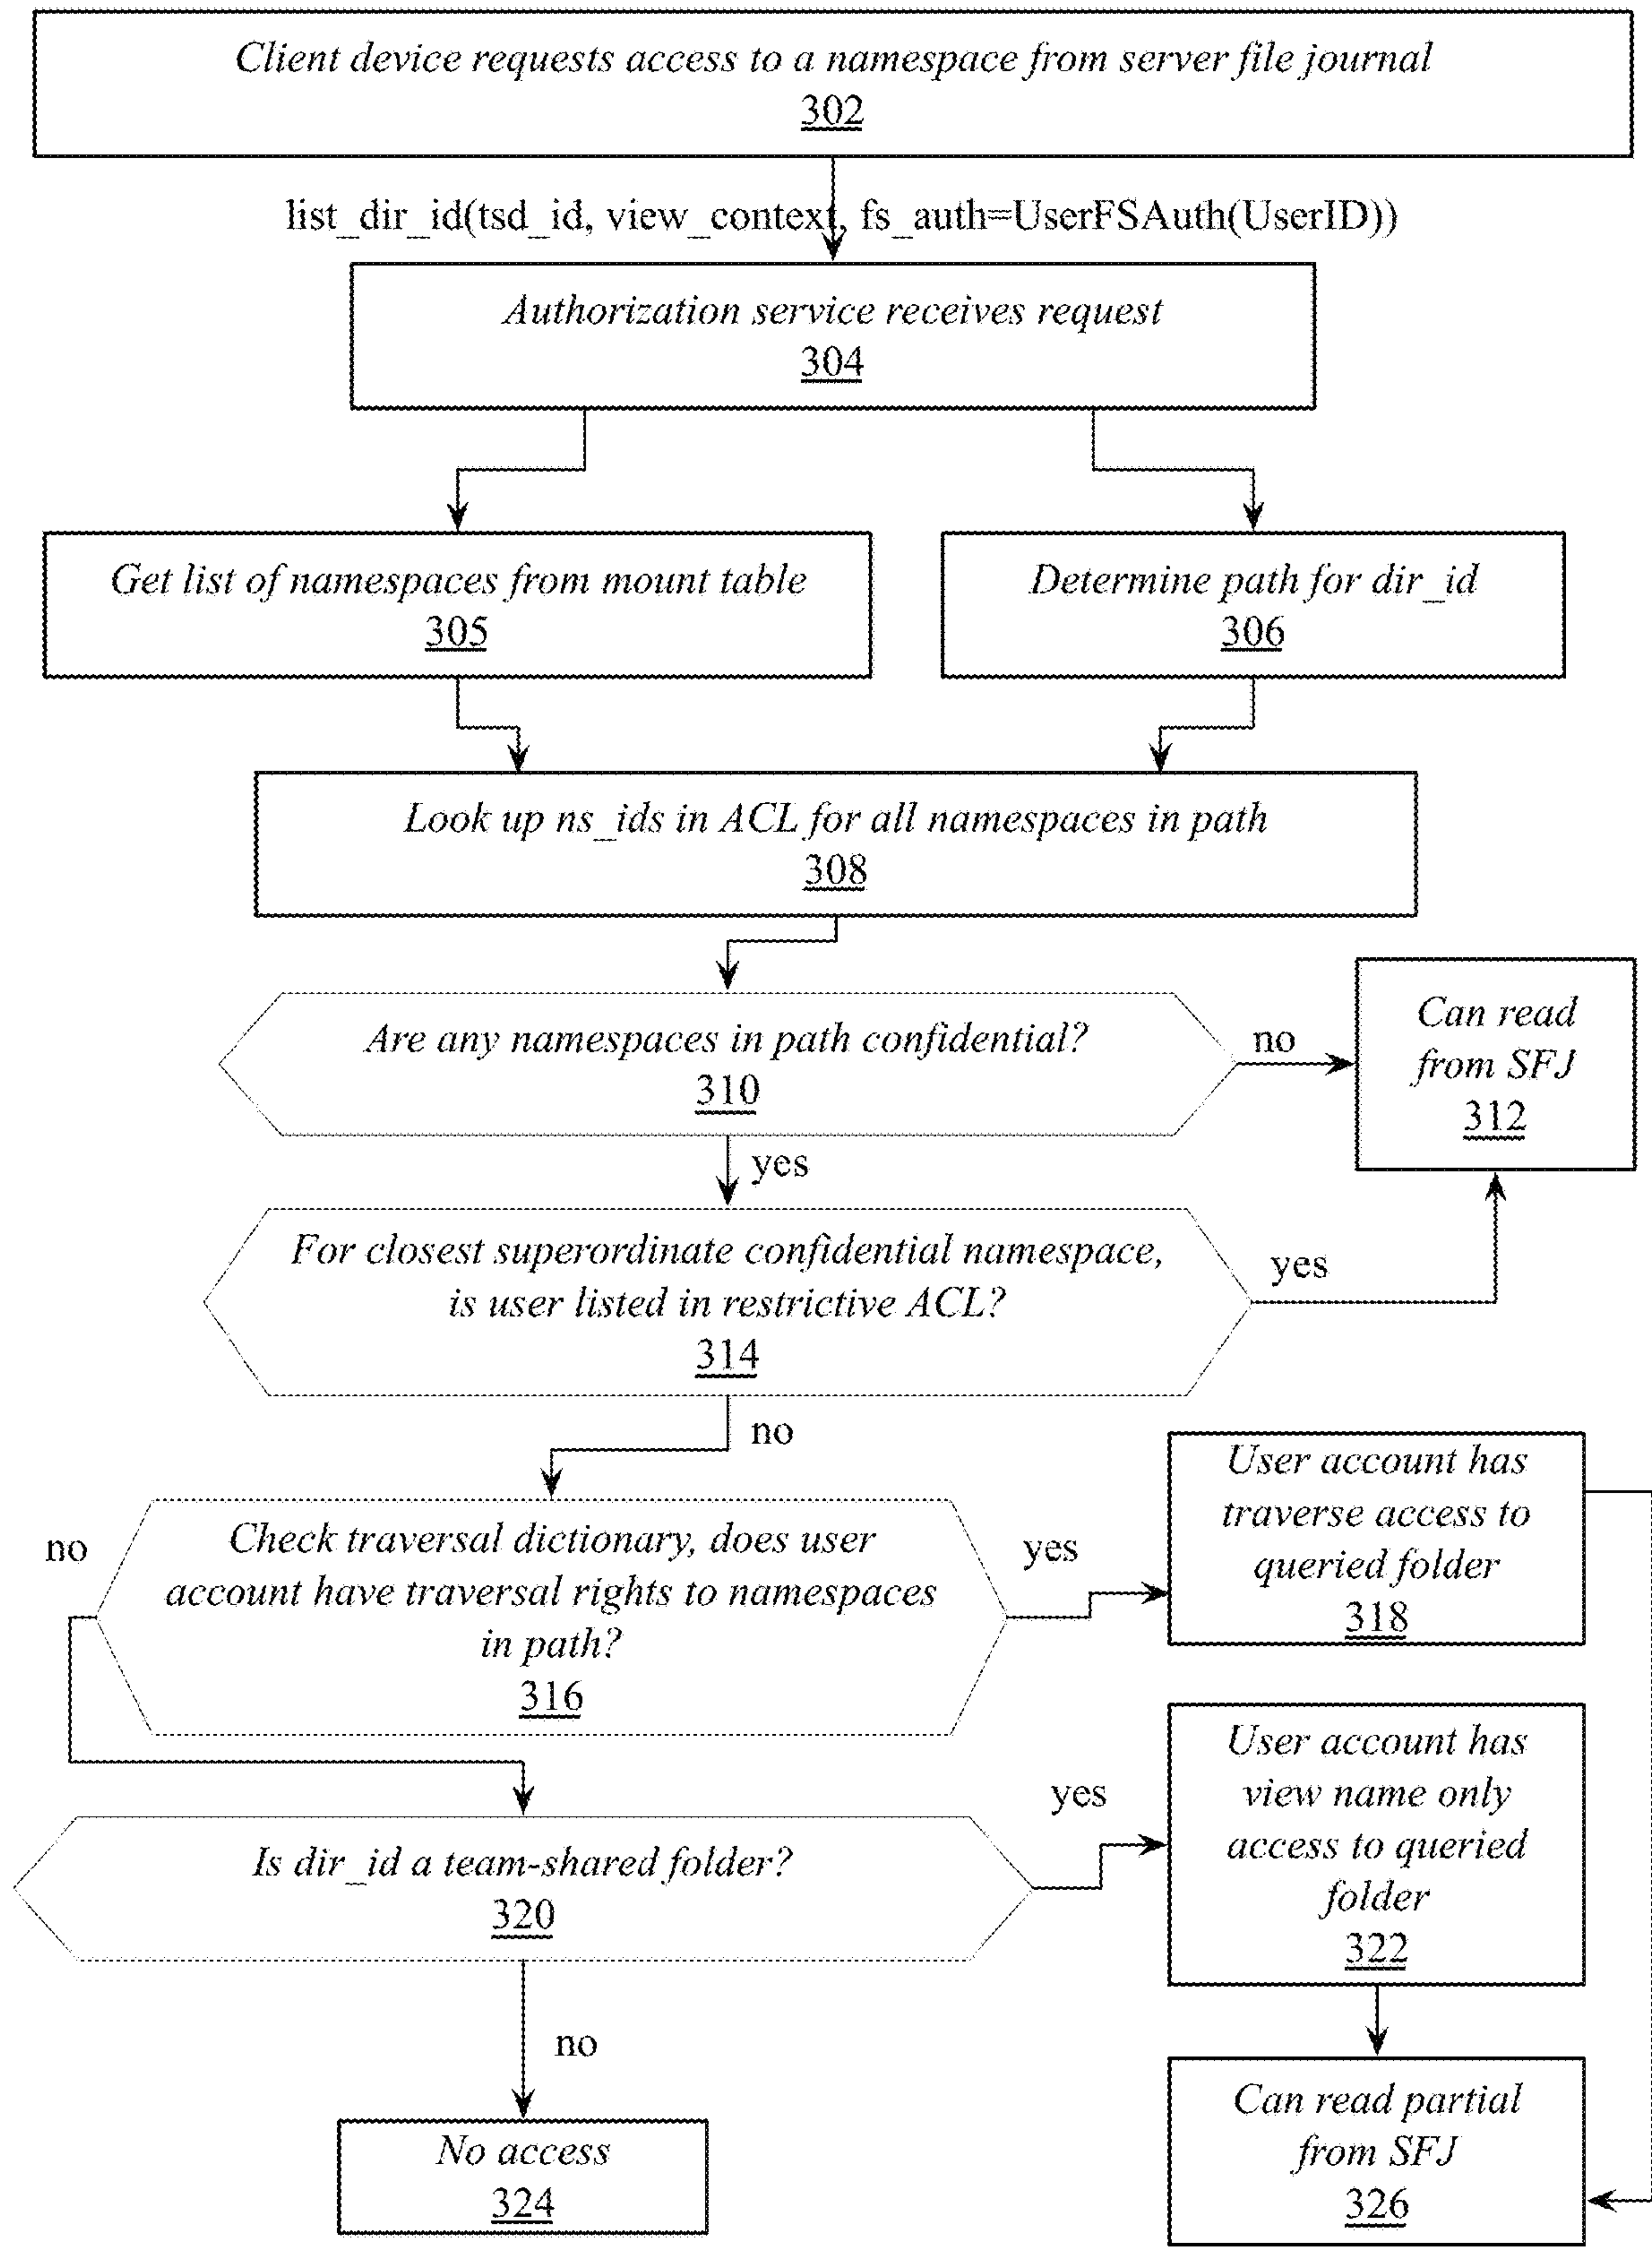 Client device requests access to a namespace from server file journal
302
list_dir_id(tsd_id, view_context, fs_auth=UserFSAuth(UserID))
Authorization service receives request
304
Get list of namespaces from mount table
305
Determine path for dir_id
306
Look up ns_ids in ACL for all namespaces in path
308
Are any namespaces in path confidential?
310
no
Can read
from SFJ
312
yes
For closest superordinate confidential namespace,
is user listed in restrictive ACL?
314
yes
no
Check traversal dictionary, does user
account have traversal rights to namespaces
in path?
316
no
yes
User account has
traverse access to
queried folder
318
Is dir_id a team-shared folder?
320
yes
User account has
view name only
access to queried
folder
322
no
No access
324
Can read partial
from SFJ
326